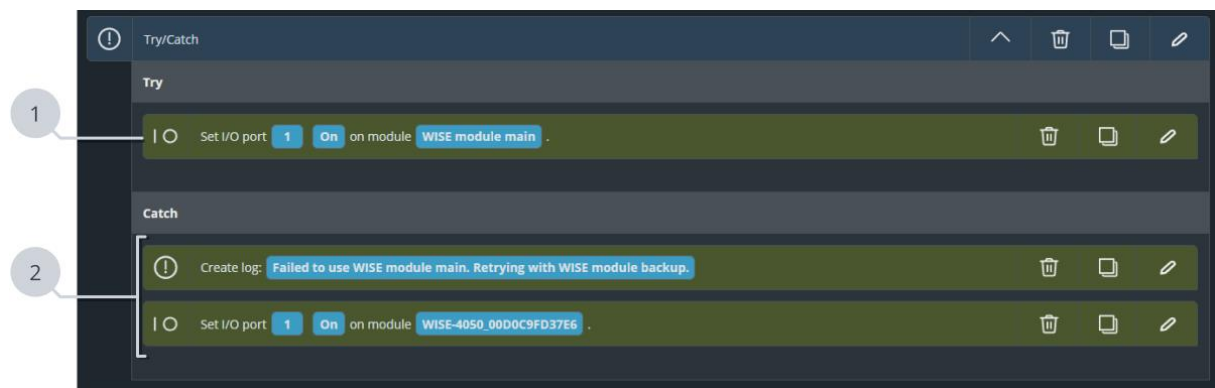 Try/Catch
Try
1
Set I/O port 1 On on module WISE module main .
Catch
2
Create log: Failed to use WISE module main. Retrying with WISE module backup.
Set I/O port 1 On on module WISE-4050_00D0C9FD37E6 .